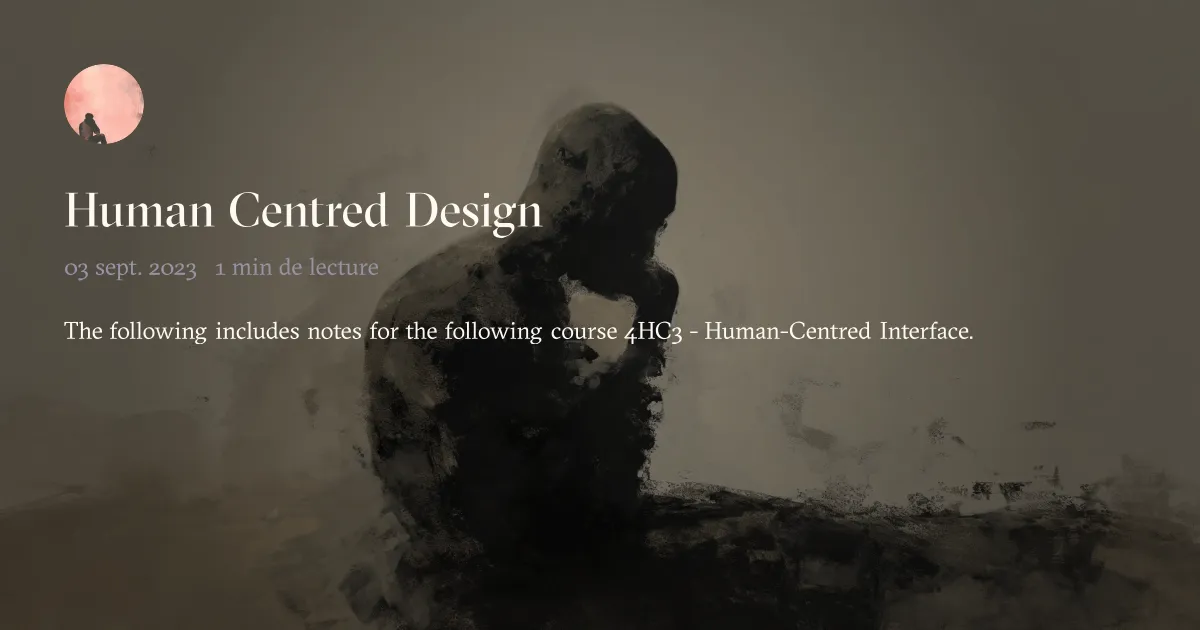 Human Centred Design
03 sept. 2023 1 min de lecture
The following includes notes for the following course 4HC3 - Human-Centred Interface.